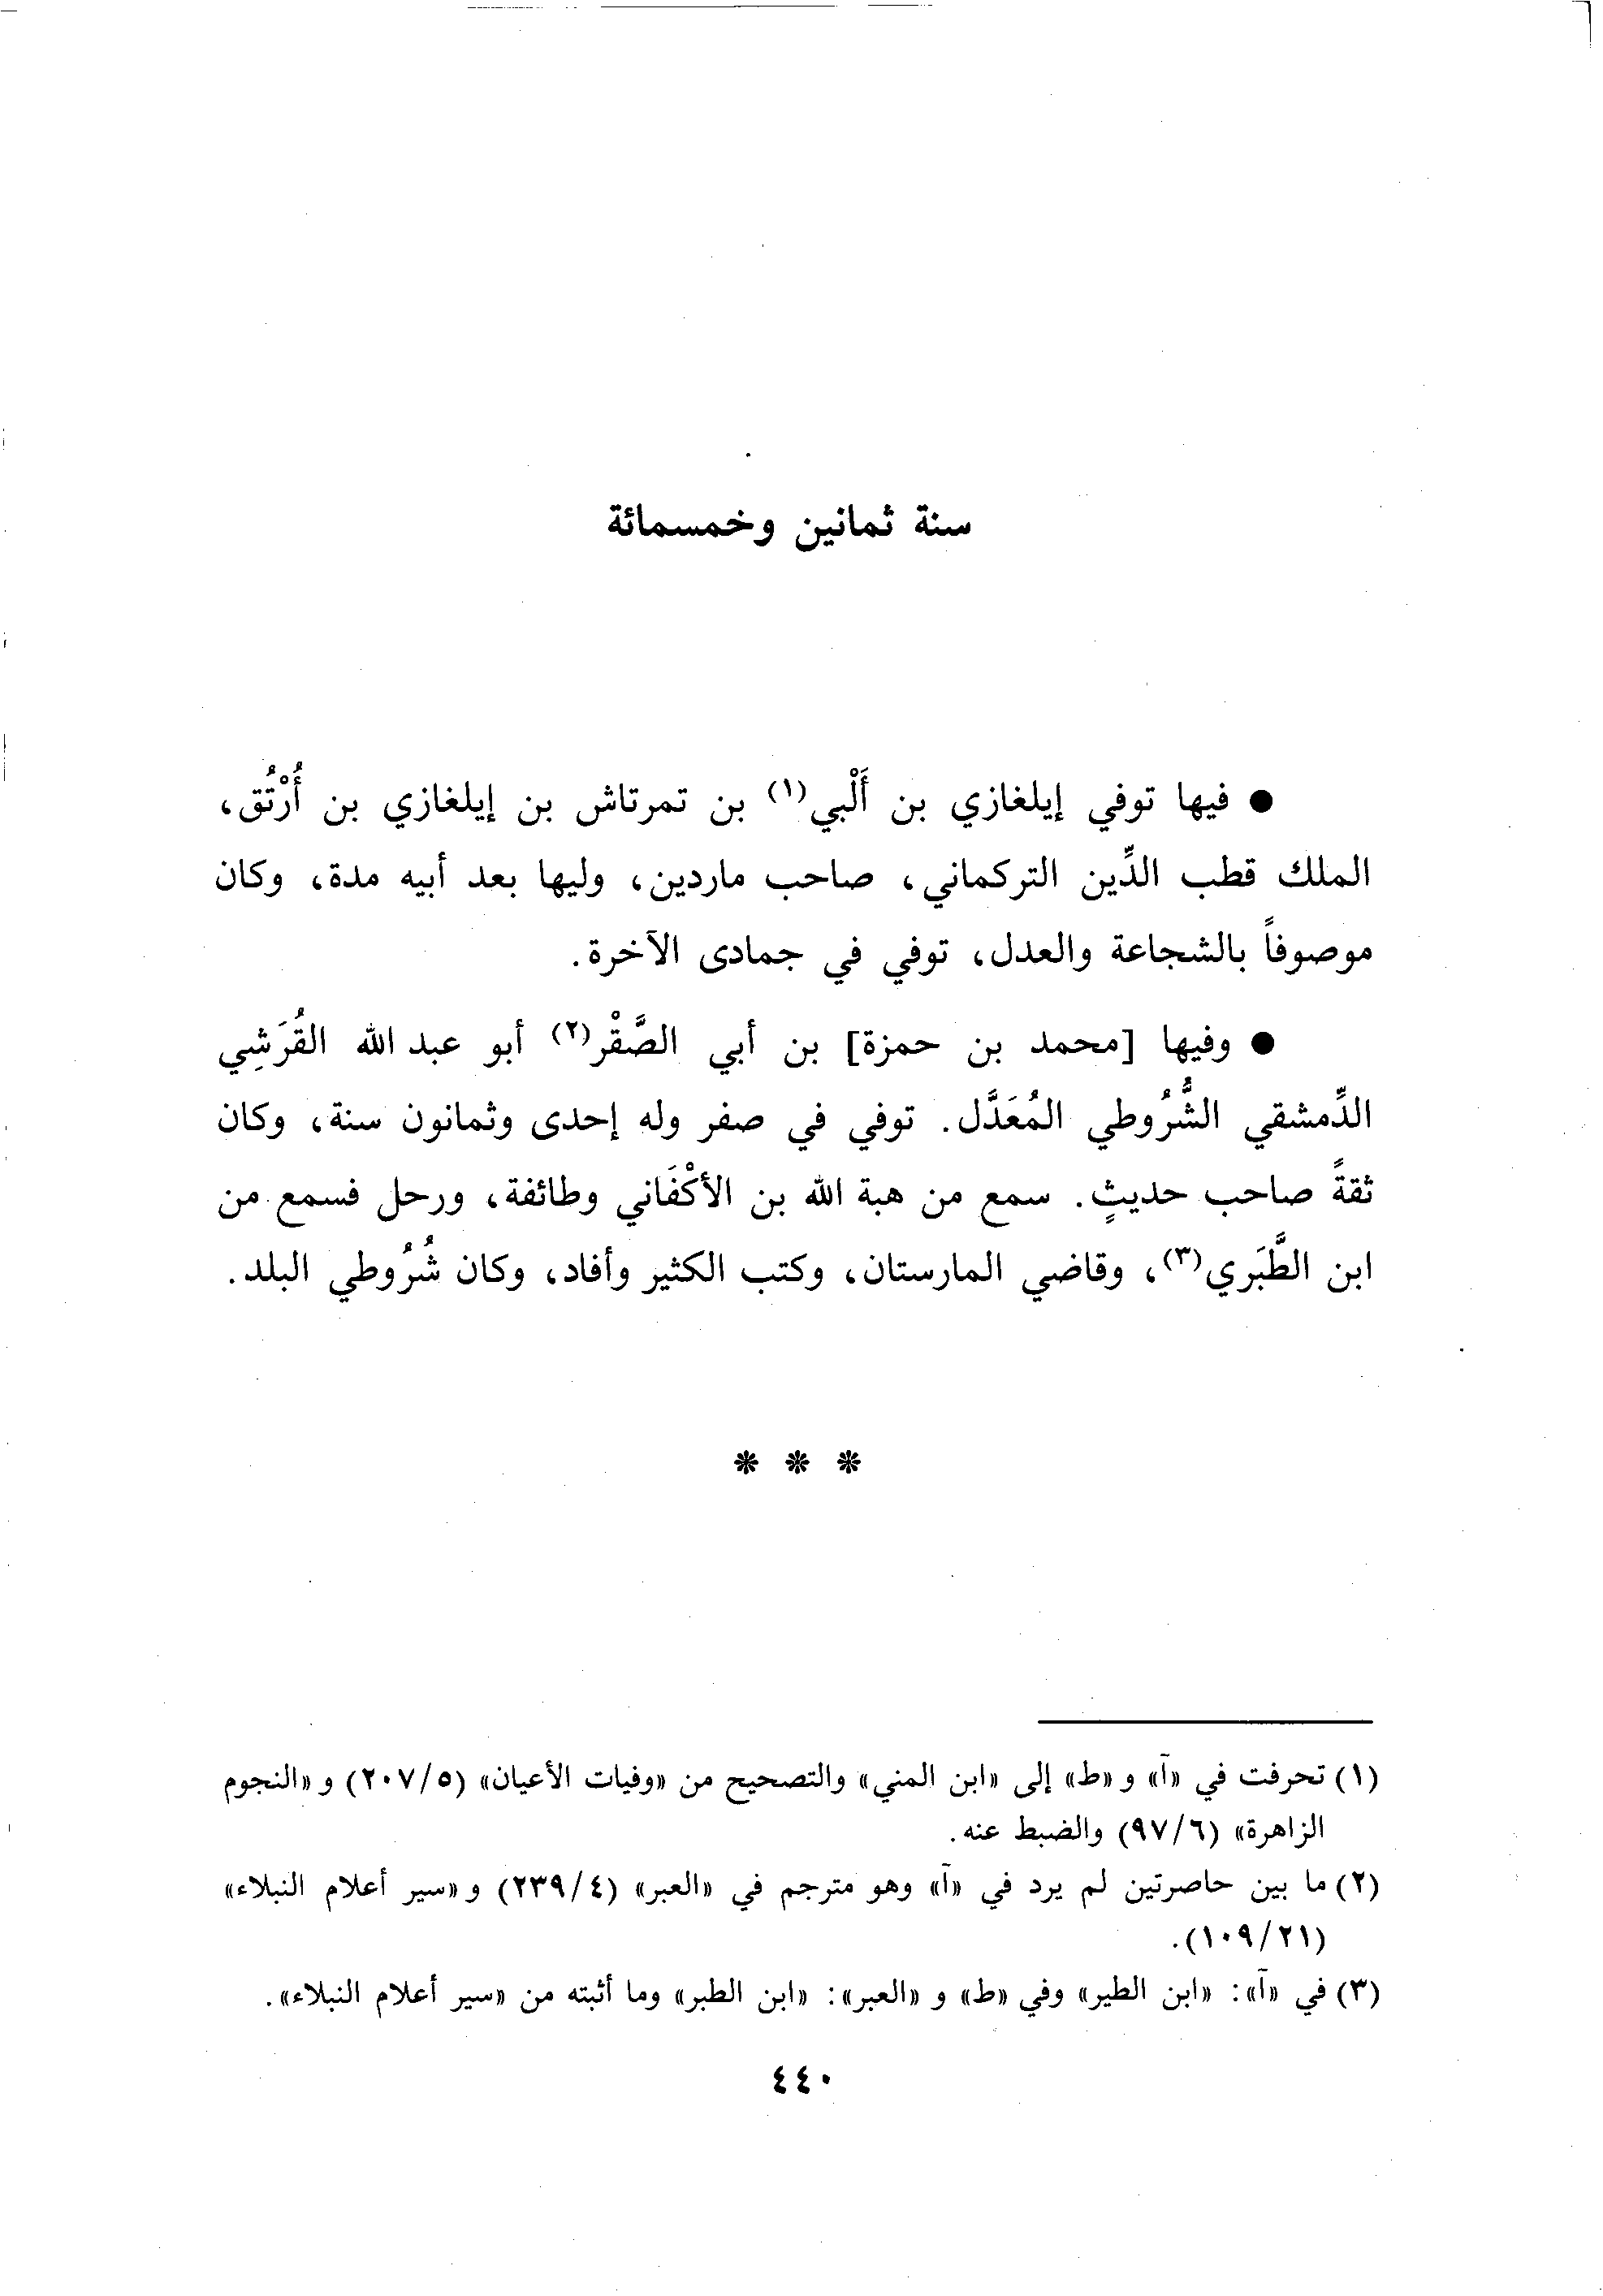 سنة ثمانين وخمسمائة
● فيها توفي إيلغازي بن أَلْبي(١) بن تمرتاش بن إيلغازي بن أُرْتُق،
الملك قطب الدِّين التركماني، صاحب ماردين، وليها بعد أبيه مدة، وكان
موصوفاً بالشجاعة والعدل، توفي في جمادى الآخرة.
● وفيها [محمد بن حمزة] بن أبي الصَّقْر(٢) أبو عبد الله القُرَشِي
الدِّمشقي الشُّرُوطي المُعَدَّل. توفي في صفر وله إحدى وثمانون سنة، وكان
ثقةً صاحب حديثٍ. سمع من هبة الله بن الأكْفَاني وطائفة، ورحل فسمع من
ابن الطَّبَري(٣)، وقاضي المارستان، وكتب الكثير وأفاد، وكان شُرُوطي البلد.
* * *
(١) تحرفت في «آ» و «ط» إلى «ابن المني» والتصحيح من «وفيات الأعيان» (٢٠٧/٥) و «النجوم
الزاهرة» (٩٧/٦) والضبط عنه.
(٢) ما بين حاصرتين لم يرد في «آ» وهو مترجم في «العبر» (٢٣٩/٤) و «سير أعلام النبلاء»
(١٠٩/٢١).
(٣) في «آ»: «ابن الطير» وفي «ط» و «العبر»: «ابن الطبر» وما أثبته من «سير أعلام النبلاء».
٤٤٠